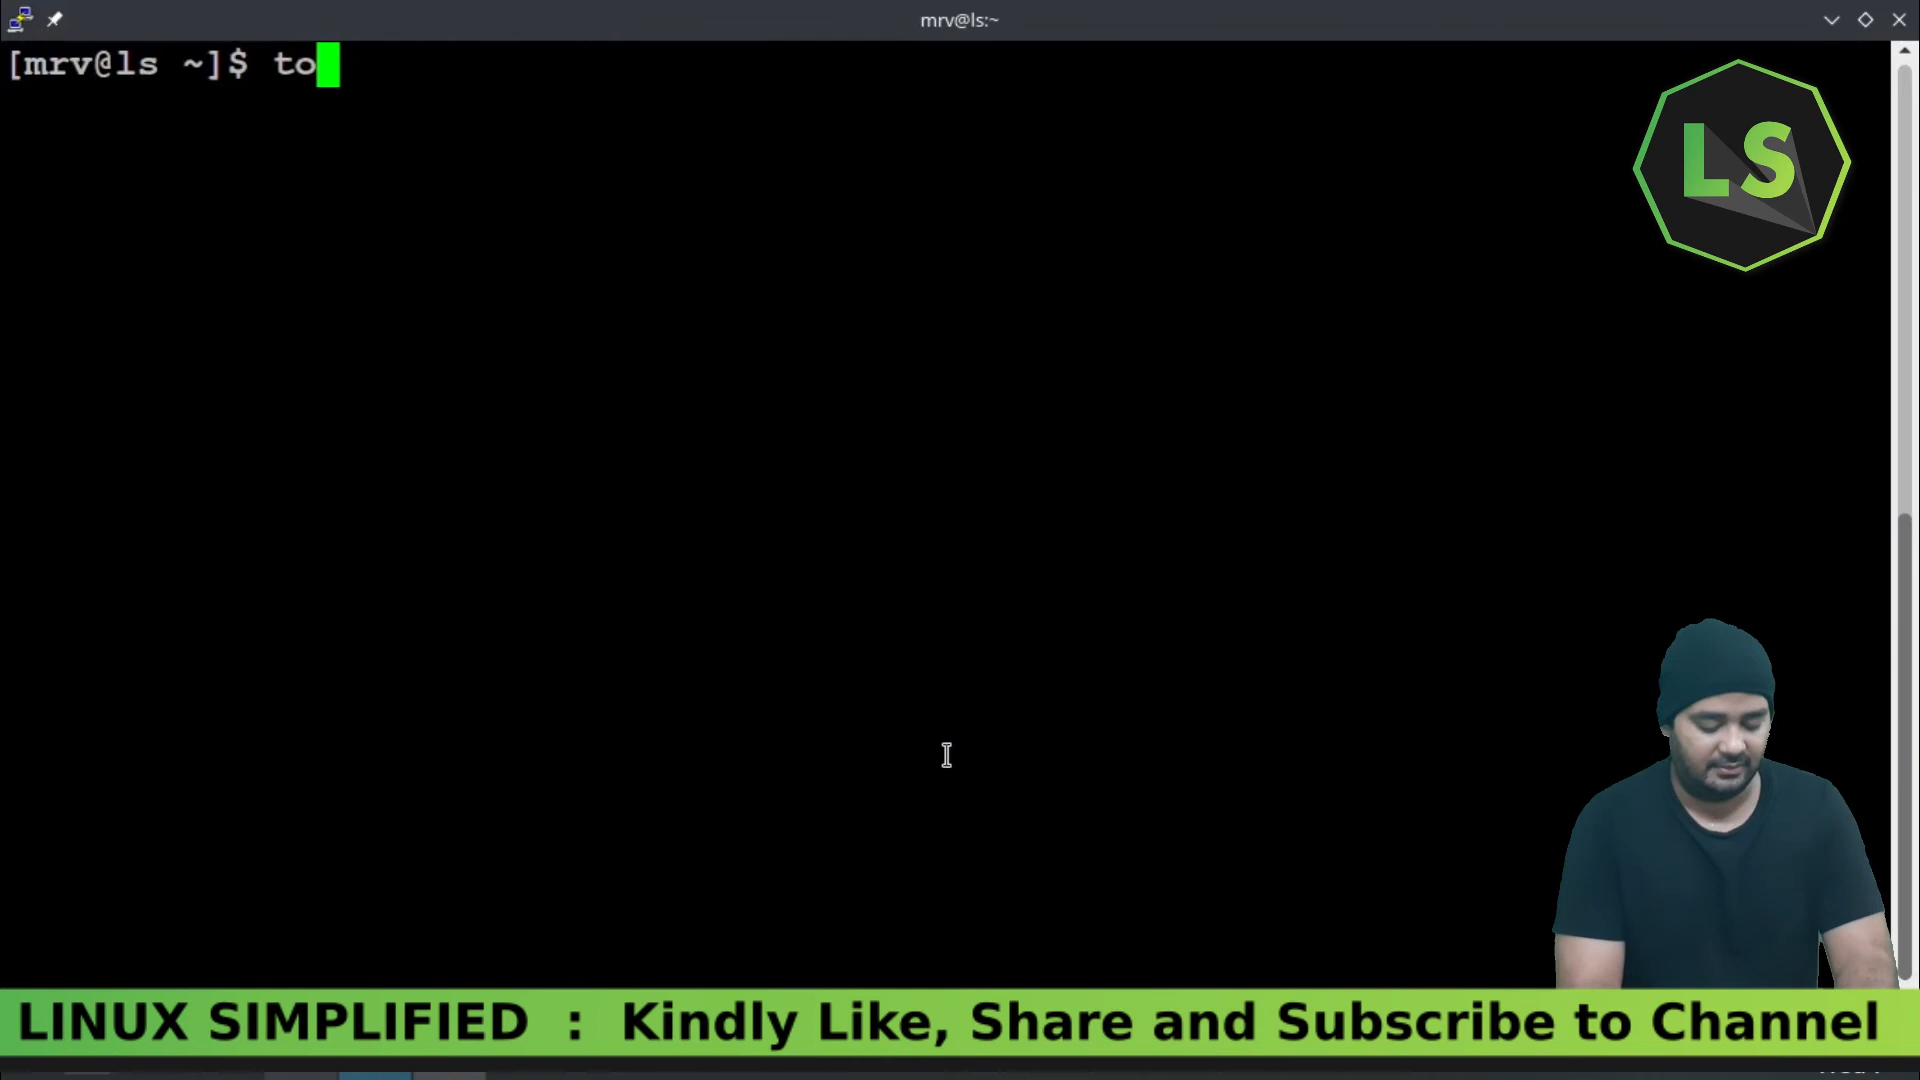 mrv@ls:~
[mrv@ls ~]$ to
LS
LINUX SIMPLIFIED : Kindly Like, Share and Subscribe to Channel